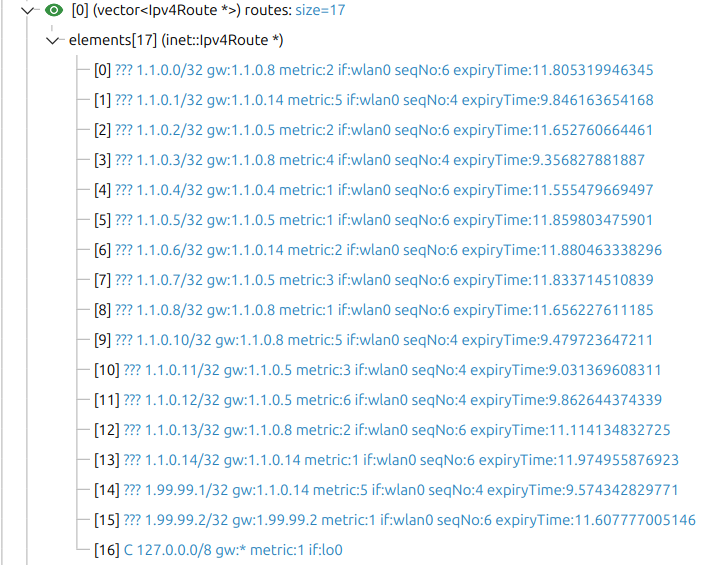 [0] (vector<Ipv4Route *>) routes: size=17
elements[17] (inet::Ipv4Route *)
[0] ??? 1.1.0.0/32 gw:1.1.0.8 metric:2 if:wlan0 seqNo:6 expiryTime:11.805319946345
[1] ??? 1.1.0.1/32 gw:1.1.0.14 metric:5 if:wlan0 seqNo:4 expiryTime:9.846163654168
[2] ??? 1.1.0.2/32 gw:1.1.0.5 metric:2 if:wlan0 seqNo:6 expiryTime:11.652760664461
[3] ??? 1.1.0.3/32 gw:1.1.0.8 metric:4 if:wlan0 seqNo:4 expiryTime:9.356827881887
[4] ??? 1.1.0.4/32 gw:1.1.0.4 metric:1 if:wlan0 seqNo:6 expiryTime:11.555479669497
[5] ??? 1.1.0.5/32 gw:1.1.0.5 metric:1 if:wlan0 seqNo:6 expiryTime:11.859803475901
[6] ??? 1.1.0.6/32 gw:1.1.0.14 metric:2 if:wlan0 seqNo:6 expiryTime:11.880463338296
[7] ??? 1.1.0.7/32 gw:1.1.0.5 metric:3 if:wlan0 seqNo:6 expiryTime:11.833714510839
[8] ??? 1.1.0.8/32 gw:1.1.0.8 metric:1 if:wlan0 seqNo:6 expiryTime:11.656227611185
[9] ??? 1.1.0.10/32 gw:1.1.0.8 metric:5 if:wlan0 seqNo:4 expiryTime:9.479723647211
[10] ??? 1.1.0.11/32 gw:1.1.0.5 metric:3 if:wlan0 seqNo:4 expiryTime:9.031369608311
[11] ??? 1.1.0.12/32 gw:1.1.0.5 metric:6 if:wlan0 seqNo:4 expiryTime:9.862644374339
[12] ??? 1.1.0.13/32 gw:1.1.0.8 metric:2 if:wlan0 seqNo:6 expiryTime:11.114134832725
[13] ??? 1.1.0.14/32 gw:1.1.0.14 metric:1 if:wlan0 seqNo:6 expiryTime:11.974955876923
[14] ??? 1.99.99.1/32 gw:1.1.0.14 metric:5 if:wlan0 seqNo:4 expiryTime:9.574342829771
[15] ??? 1.99.99.2/32 gw:1.99.99.2 metric:1 if:wlan0 seqNo:6 expiryTime:11.607777005146
[16] C 127.0.0.0/8 gw:* metric:1 if:lo0